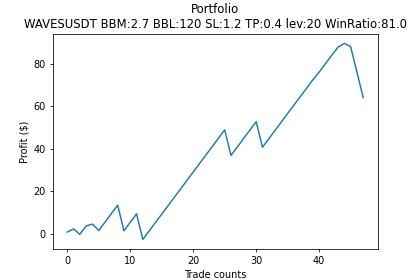 Portfolio
WAVESUSDT BBM:2.7 BBL:120 SL:1.2 TP:0.4 lev:20 WinRatio:81.0
80
60
40
20
0
Profit ($)
0 10 20 30 40
Trade counts